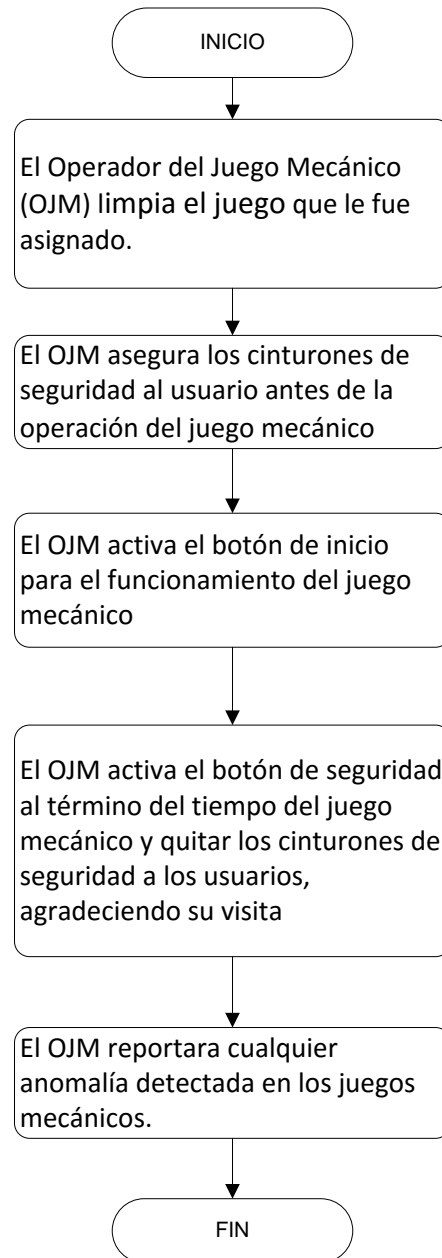 INICIO
El Operador del Juego Mecánico
(OJM) limpia el juego que le fue
asignado.
El OJM asegura los cinturones de
seguridad al usuario antes de la
operación del juego mecánico
El OJM activa el botón de inicio
para el funcionamiento del juego
mecánico
El OJM activa el botón de seguridad
al término del tiempo del juego
mecánico y quitar los cinturones de
seguridad a los usuarios,
agradeciendo su visita
El OJM reportara cualquier
anomalía detectada en los juegos
mecánicos.
FIN